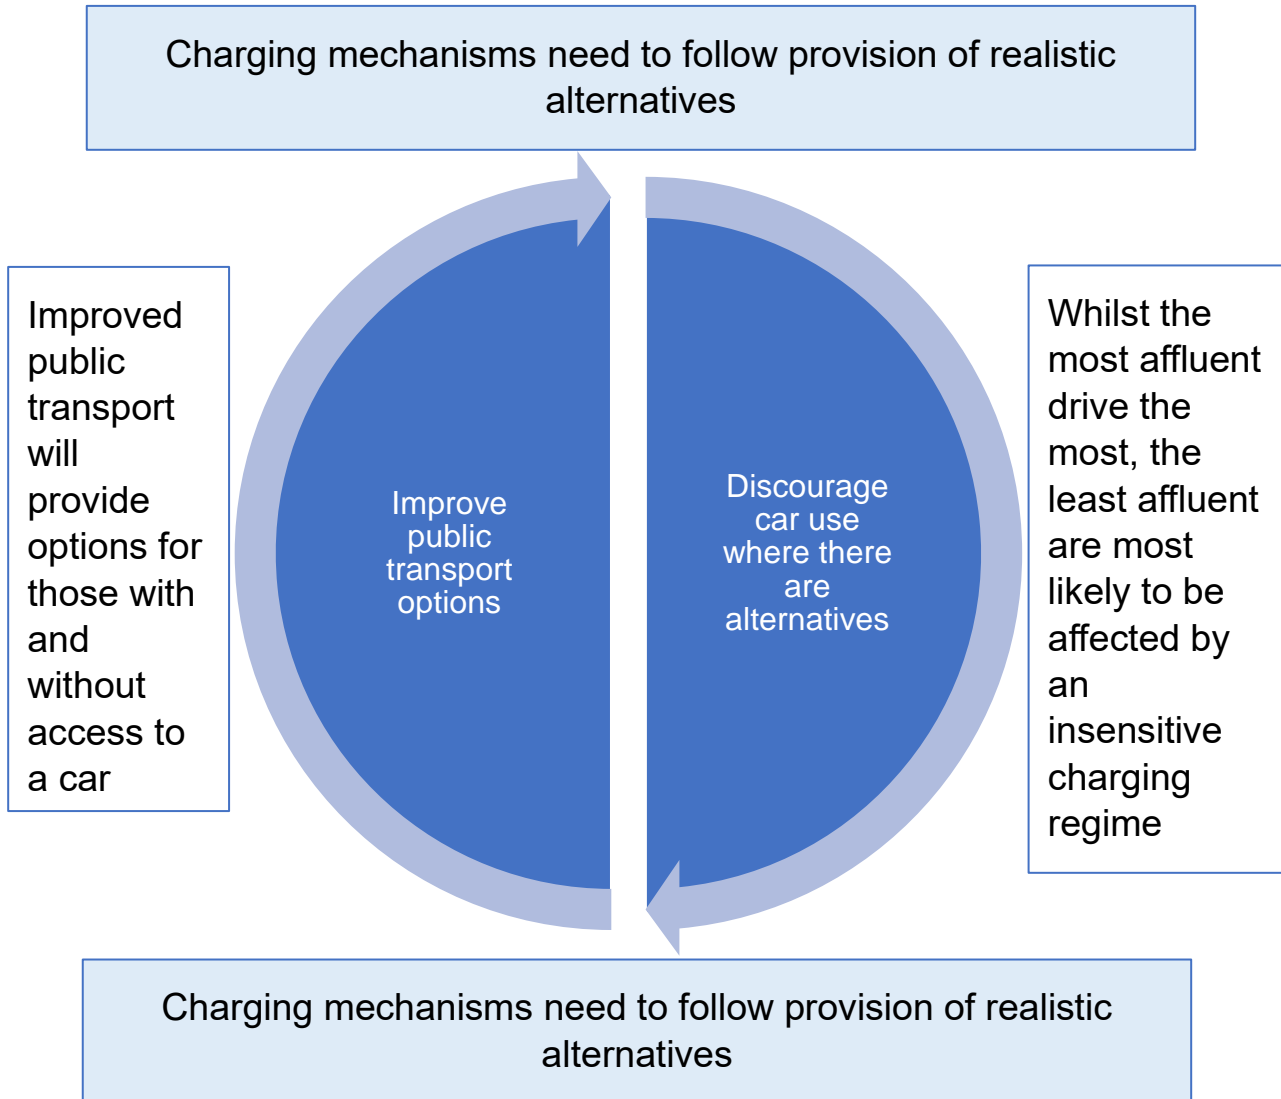 Charging mechanisms need to follow provision of realistic
alternatives
Improved
public
transport
will
provide
options for
those with
and
without
access to
a car
Improve
public
transport
options
Discourage
car use
where there
are
alternatives
Whilst the
most affluent
drive the
most, the
least affluent
are most
likely to be
affected by
an
insensitive
charging
regime
Charging mechanisms need to follow provision of realistic
alternatives